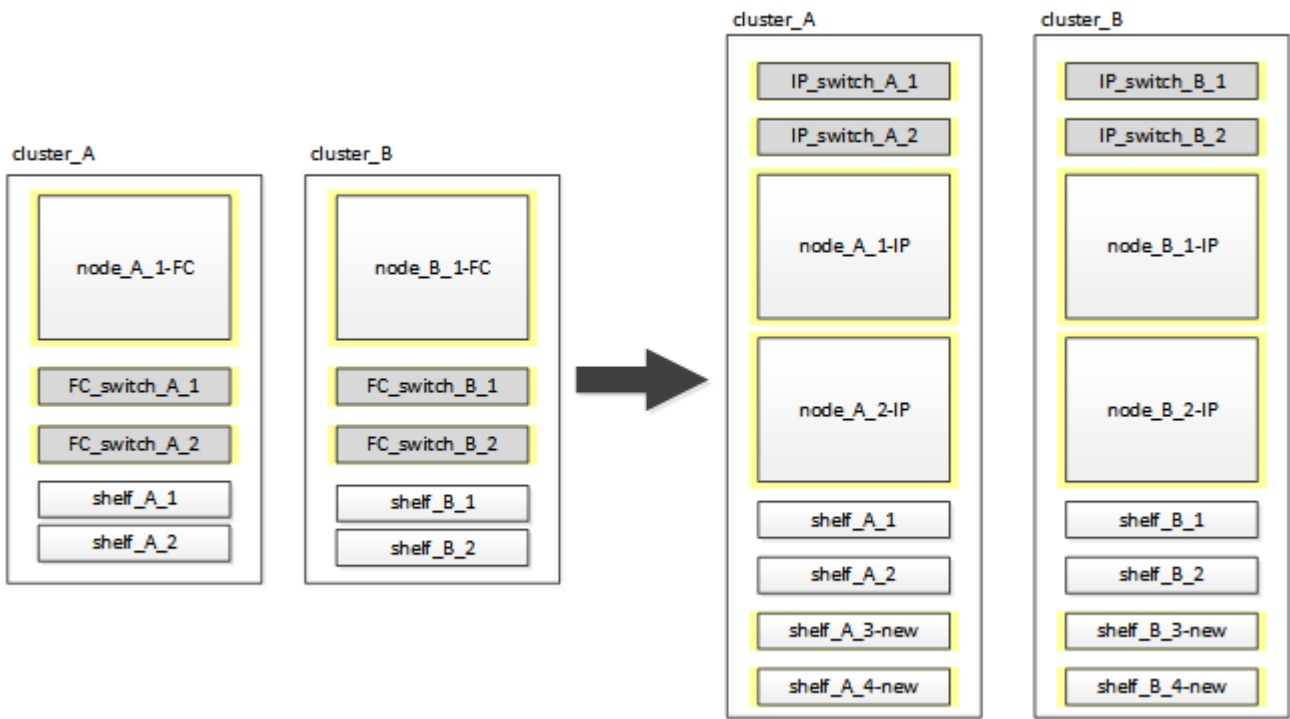 cluster_A
node_A_1-FC
FC_switch_A_1
FC_switch_A_2
shelf_A_1
shelf_A_2
cluster_B
node_B_1-FC
FC_switch_B_1
FC_switch_B_2
shelf_B_1
shelf_B_2
cluster_A
IP_switch_A_1
IP_switch_A_2
node_A_1-IP
node_A_2-IP
shelf_A_1
shelf_A_2
shelf_A_3-new
shelf_A_4-new
cluster_B
IP_switch_B_1
IP_switch_B_2
node_B_1-IP
node_B_2-IP
shelf_B_1
shelf_B_2
shelf_B_3-new
shelf_B_4-new